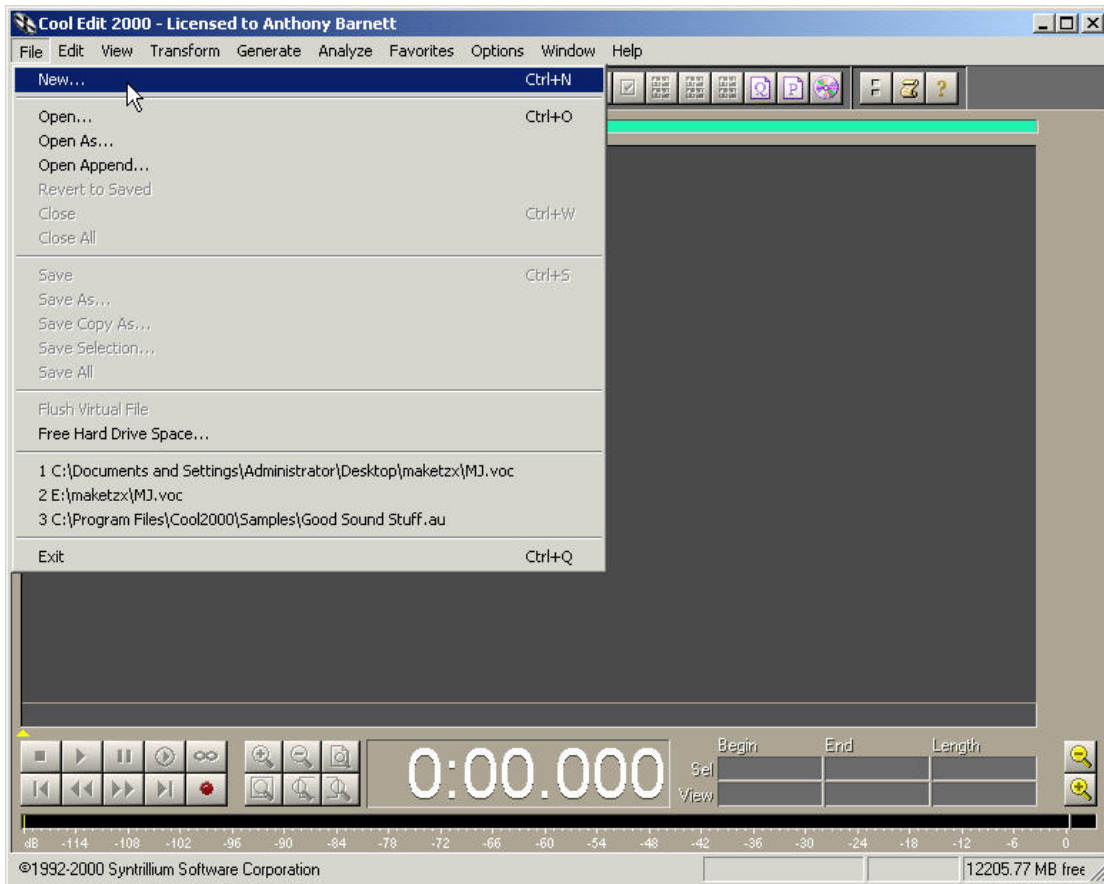 Cool Edit 2000 - Licensed to Anthony Barnett
File Edit View Transform Generate Analyze Favorites Options Window Help
New... Ctrl+N
Open... Ctrl+O
Open As...
Open Append...
Revert to Saved
Close Ctrl+W
Close All
Save Ctrl+S
Save As...
Save Copy As...
Save Selection...
Save All
Flush Virtual File
Free Hard Drive Space...
1 C:\Documents and Settings\Administrator\Desktop\maketzx\MJ.voc
2 E:\maketzx\MJ.voc
3 C:\Program Files\Cool2000\Samples\Good Sound Stuff.au
Exit Ctrl+Q
Q P F ?
0:00.000
Begin End Length
Sel
View
dB -114 -108 -102 -96 -90 -84 -78 -72 -66 -60 -54 -48 -42 -36 -30 -24 -18 -12 -6 0
©1992-2000 Syntrillium Software Corporation 12205.77 MB free